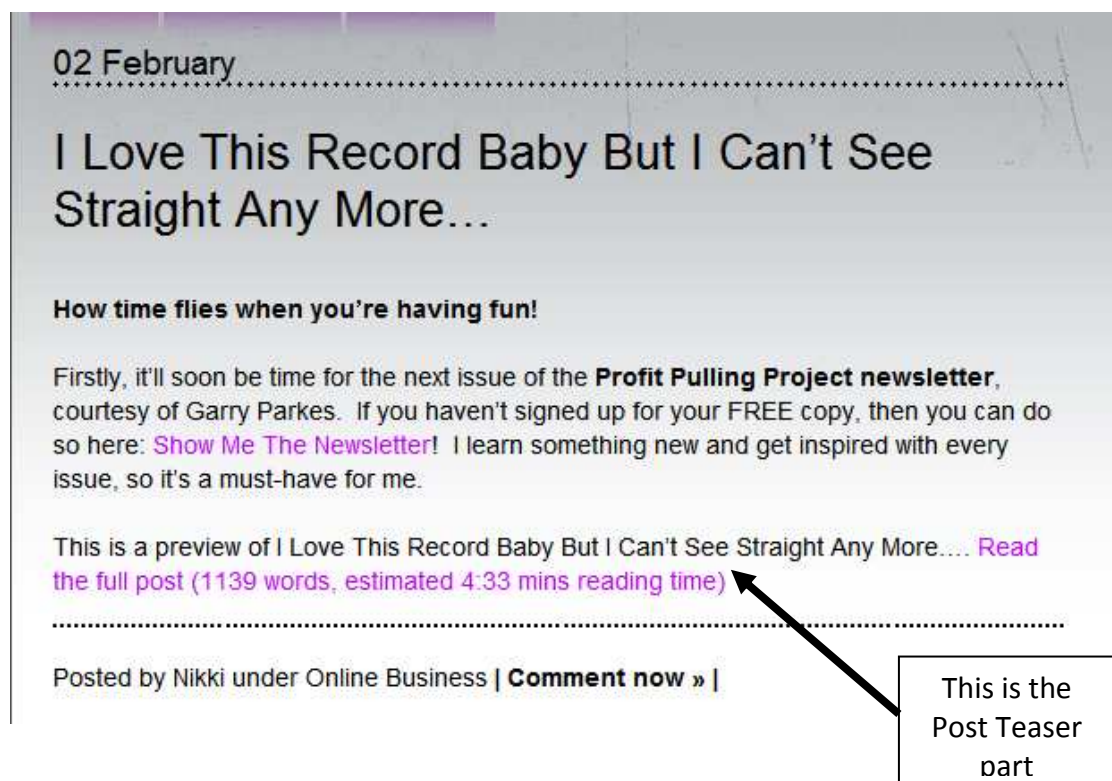 02 February
I Love This Record Baby But I Can’t See
Straight Any More…
How time flies when you’re having fun!
Firstly, it’ll soon be time for the next issue of the Profit Pulling Project newsletter,
courtesy of Garry Parkes.  If you haven’t signed up for your FREE copy, then you can do
so here: Show Me The Newsletter!  I learn something new and get inspired with every
issue, so it’s a must-have for me.
This is a preview of I Love This Record Baby But I Can’t See Straight Any More…. Read
the full post (1139 words, estimated 4:33 mins reading time)
Posted by Nikki under Online Business | Comment now » |
This is the
Post Teaser
part